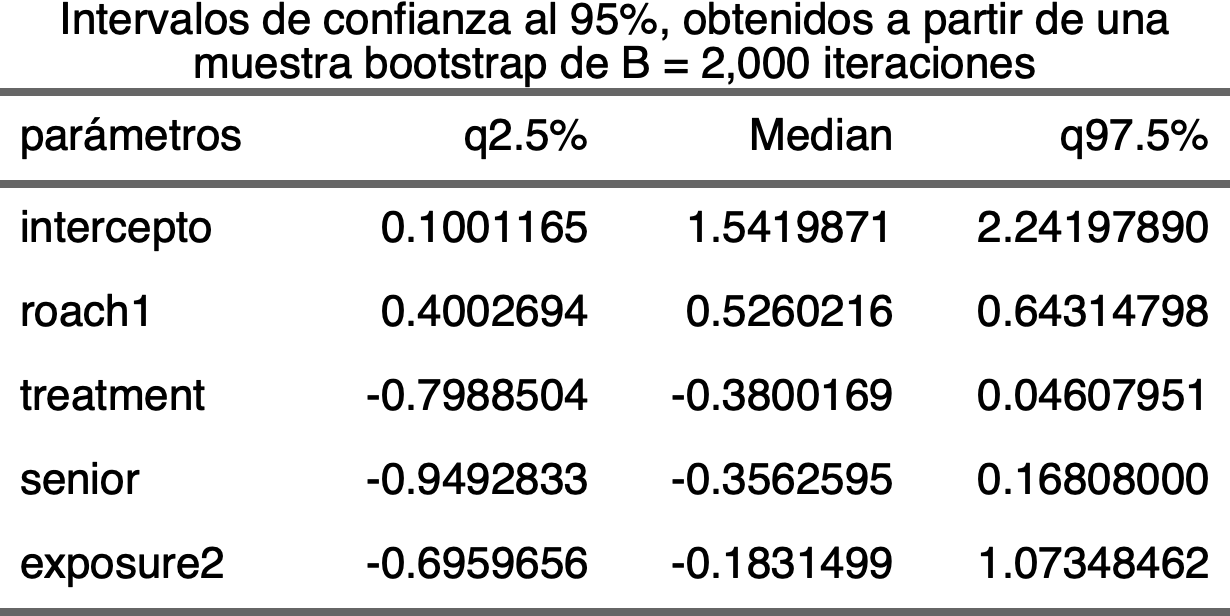 Intervalos de confianza al 95%, obtenidos a partir de una
muestra bootstrap de B = 2,000 iteraciones
parámetros q2.5% Median q97.5%
intercepto 0.1001165 1.5419871 2.24197890
roach1 0.4002694 0.5260216 0.64314798
treatment -0.7988504 -0.3800169 0.04607951
senior -0.9492833 -0.3562595 0.16808000
exposure2 -0.6959656 -0.1831499 1.07348462